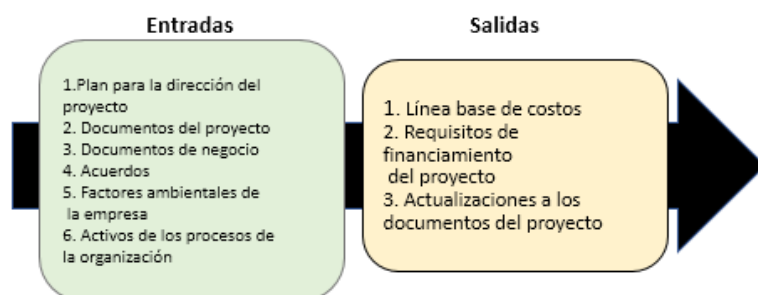 Entradas
1.Plan para la dirección del
proyecto
2. Documentos del proyecto
3. Documentos de negocio
4. Acuerdos
5. Factores ambientales de
la empresa
6. Activos de los procesos de
la organización
Salidas
1. Línea base de costos
2. Requisitos de
financiamiento
del proyecto
3. Actualizaciones a los
documentos del proyecto